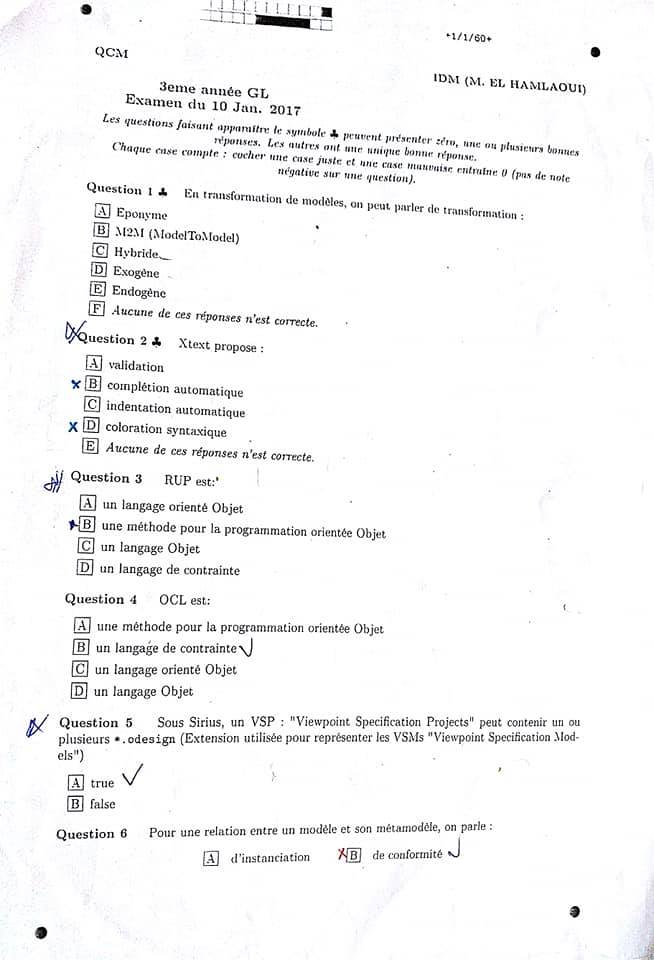 +1/1/60+
QCM
IDM (M. EL HAMLAOUI)
3eme année GL
Examen du 10 Jan. 2017
Les questions faisant apparaître le symbole ♣ peuvent présenter zéro, une ou plusieurs bonnes
réponses. Les autres ont une unique bonne réponse.
Chaque case compte : cocher une case juste et une case mauvaise entraîne 0 (pas de note
négative sur une question).
Question 1 ♣ En transformation de modèles, on peut parler de transformation :
A Eponyme
B M2M (ModelToModel)
C Hybride
D Exogène
E Endogène
F Aucune de ces réponses n'est correcte.
Question 2 ♣ Xtext propose :
A validation
B complétion automatique
C indentation automatique
D coloration syntaxique
E Aucune de ces réponses n'est correcte.
Question 3 RUP est:
A un langage orienté Objet
B une méthode pour la programmation orientée Objet
C un langage Objet
D un langage de contrainte
Question 4 OCL est:
A une méthode pour la programmation orientée Objet
B un langage de contrainte
C un langage orienté Objet
D un langage Objet
Question 5 Sous Sirius, un VSP : "Viewpoint Specification Projects" peut contenir un ou
plusieurs *.odesign (Extension utilisée pour représenter les VSMs "Viewpoint Specification Mod-
els")
A true
B false
Question 6 Pour une relation entre un modèle et son métamodèle, on parle :
A d'instanciation B de conformité